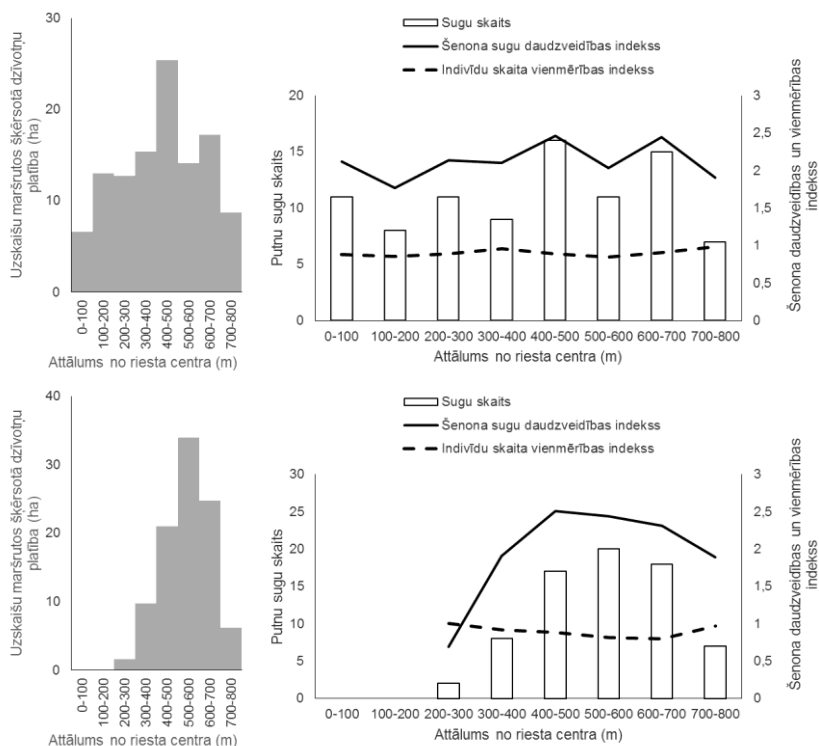 Uzskaišu maršrutos šķērsotā dzīvotņu
platība (ha)
30
20
10
0
0-100
100-200
200-300
300-400
400-500
500-600
600-700
700-800
Attālums no riesta centra (m)
Sugu skaits
Šenona sugu daudzveidības indekss
Indivīdu skaita vienmērības indekss
Putnu sugu skaits
20
15
10
5
0
3
2,5
2
1,5
1
0,5
0
Šenona daudzveidības un vienmērības
indekss
0-100 100-200 200-300 300-400 400-500 500-600 600-700 700-800
Attālums no riesta centra (m)
Uzskaišu maršrutos šķērsotā dzīvotņu
platība (ha)
40
30
20
10
0
0-100
100-200
200-300
300-400
400-500
500-600
600-700
700-800
Attālums no riesta centra (m)
Sugu skaits
Šenona sugu daudzveidības indekss
Indivīdu skaita vienmērības indekss
Putnu sugu skaits
30
25
20
15
10
5
0
3
2,5
2
1,5
1
0,5
0
Šenona daudzveidības un vienmērības
indekss
0-100 100-200 200-300 300-400 400-500 500-600 600-700 700-800
Attālums no riesta centra (m)